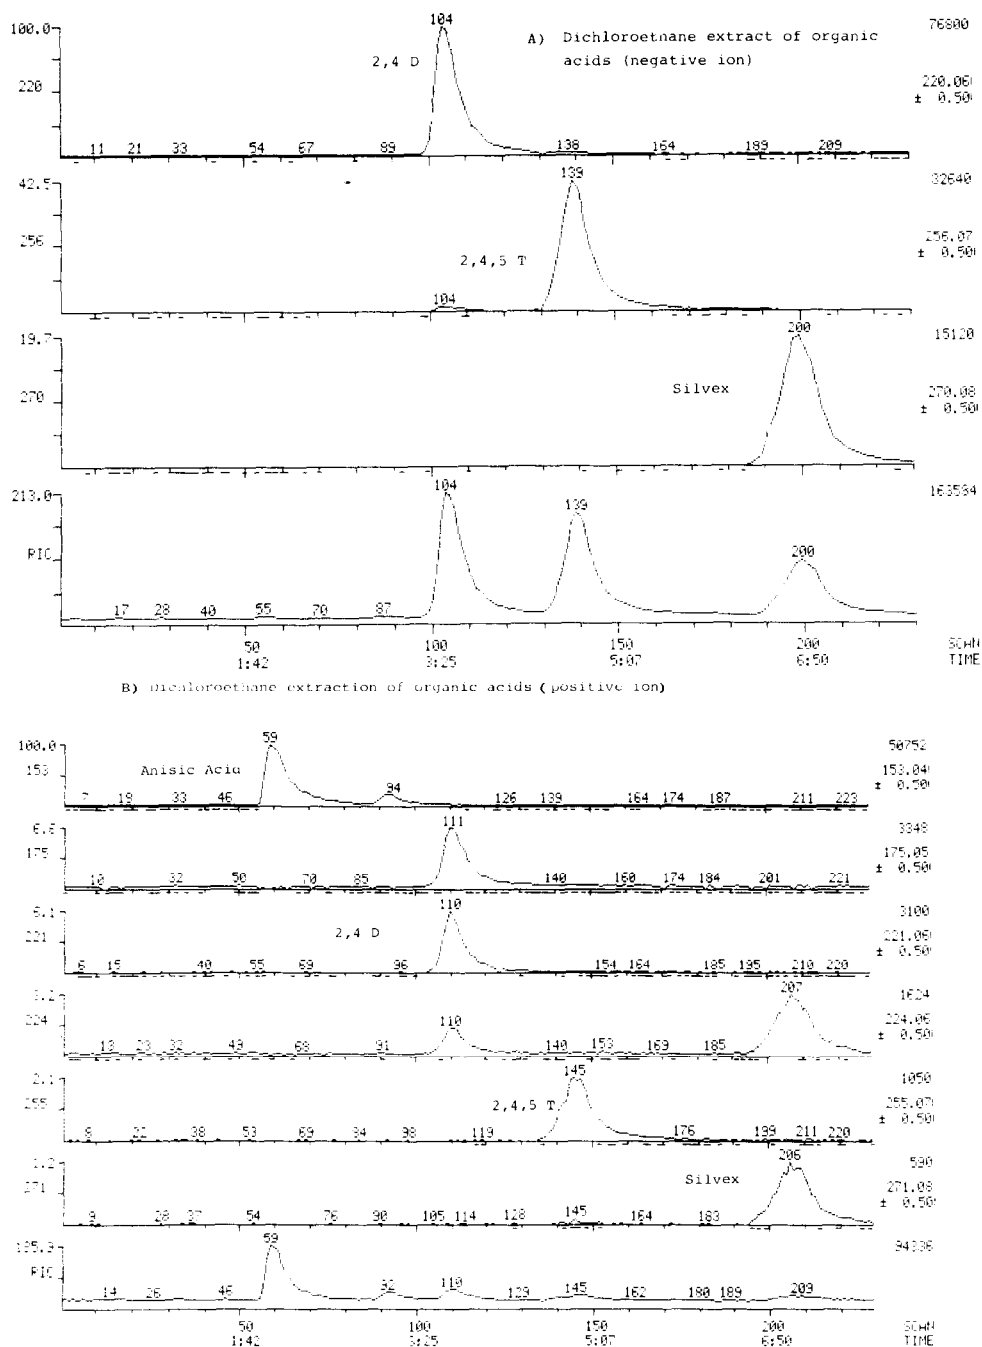 100.0 104 A) Dichloroethane extract of organic 76800
2,4 D acids (negative ion)
220 220.06
± 0.50
11 21 33 54 67 89 138 164 189 209
42.5 139 32640
256 256.07
2,4,5 T ± 0.50
104
19.7 200 15120
Silvex
270 270.08
± 0.50
213.0 104 139 163584
RIC 200
17 28 40 55 70 87
50 100 150 200 SCAN
1:42 3:25 5:07 6:50 TIME
B) Dichloroethane extraction of organic acids (positive ion)
100.0 59 50752
153 Anisic Acid 153.04
94 ± 0.50
7 19 33 46 126 139 164 174 187 211 223
6.6 111 3348
175 175.05
± 0.50
10 32 50 70 85 140 160 174 184 201 221
6.1 110 3100
2,4 D
221 221.06
± 0.50
6 15 40 55 69 96 154 164 185 195 210 220
3.2 207 1624
224 110 224.06
± 0.50
13 23 32 49 68 91 140 153 169 185
2.1 145 1050
255 2,4,5 T 255.07
± 0.50
8 22 38 53 69 84 98 119 176 199 211 220
1.2 206 590
271 Silvex 271.08
± 0.50
9 28 37 54 76 90 105 114 128 145 164 183
59 94336
RIC
14 26 46 92 110 129 145 162 180 189 209
50 100 150 200 SCAN
1:42 3:25 5:07 6:50 TIME